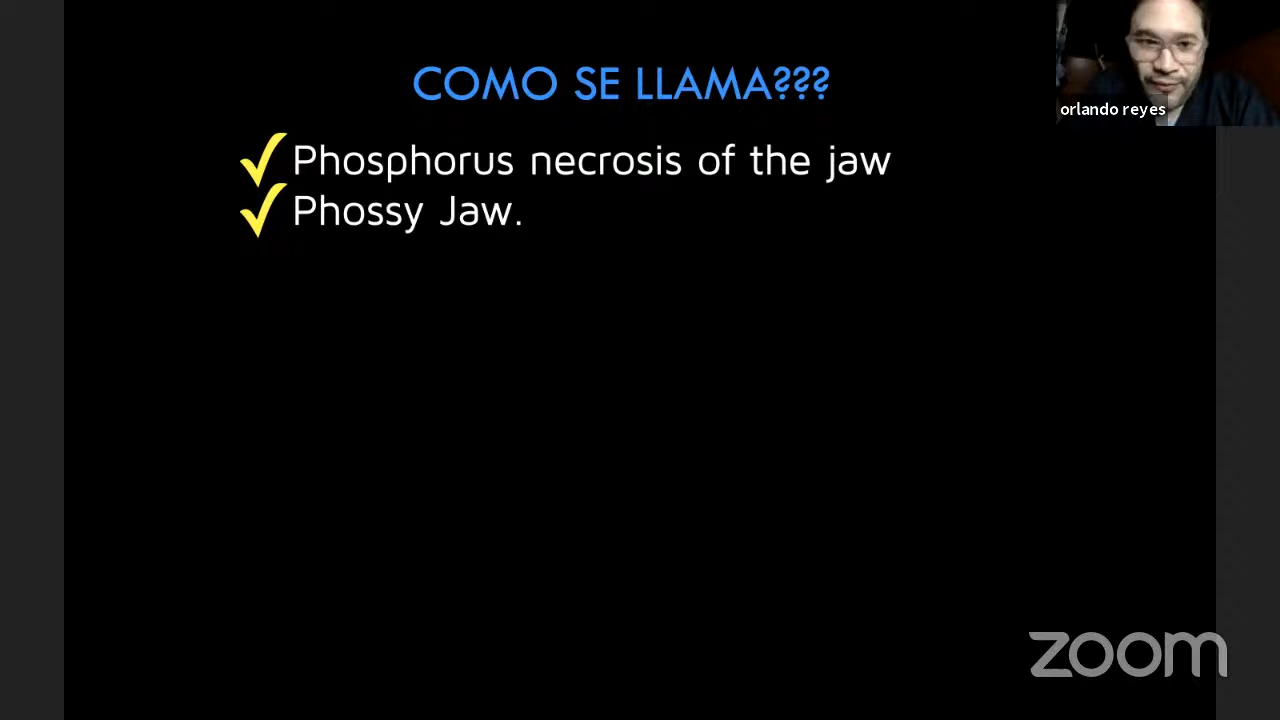 COMO SE LLAMA???
orlando reyes
Phosphorus necrosis of the jaw
Phossy Jaw.
zoom